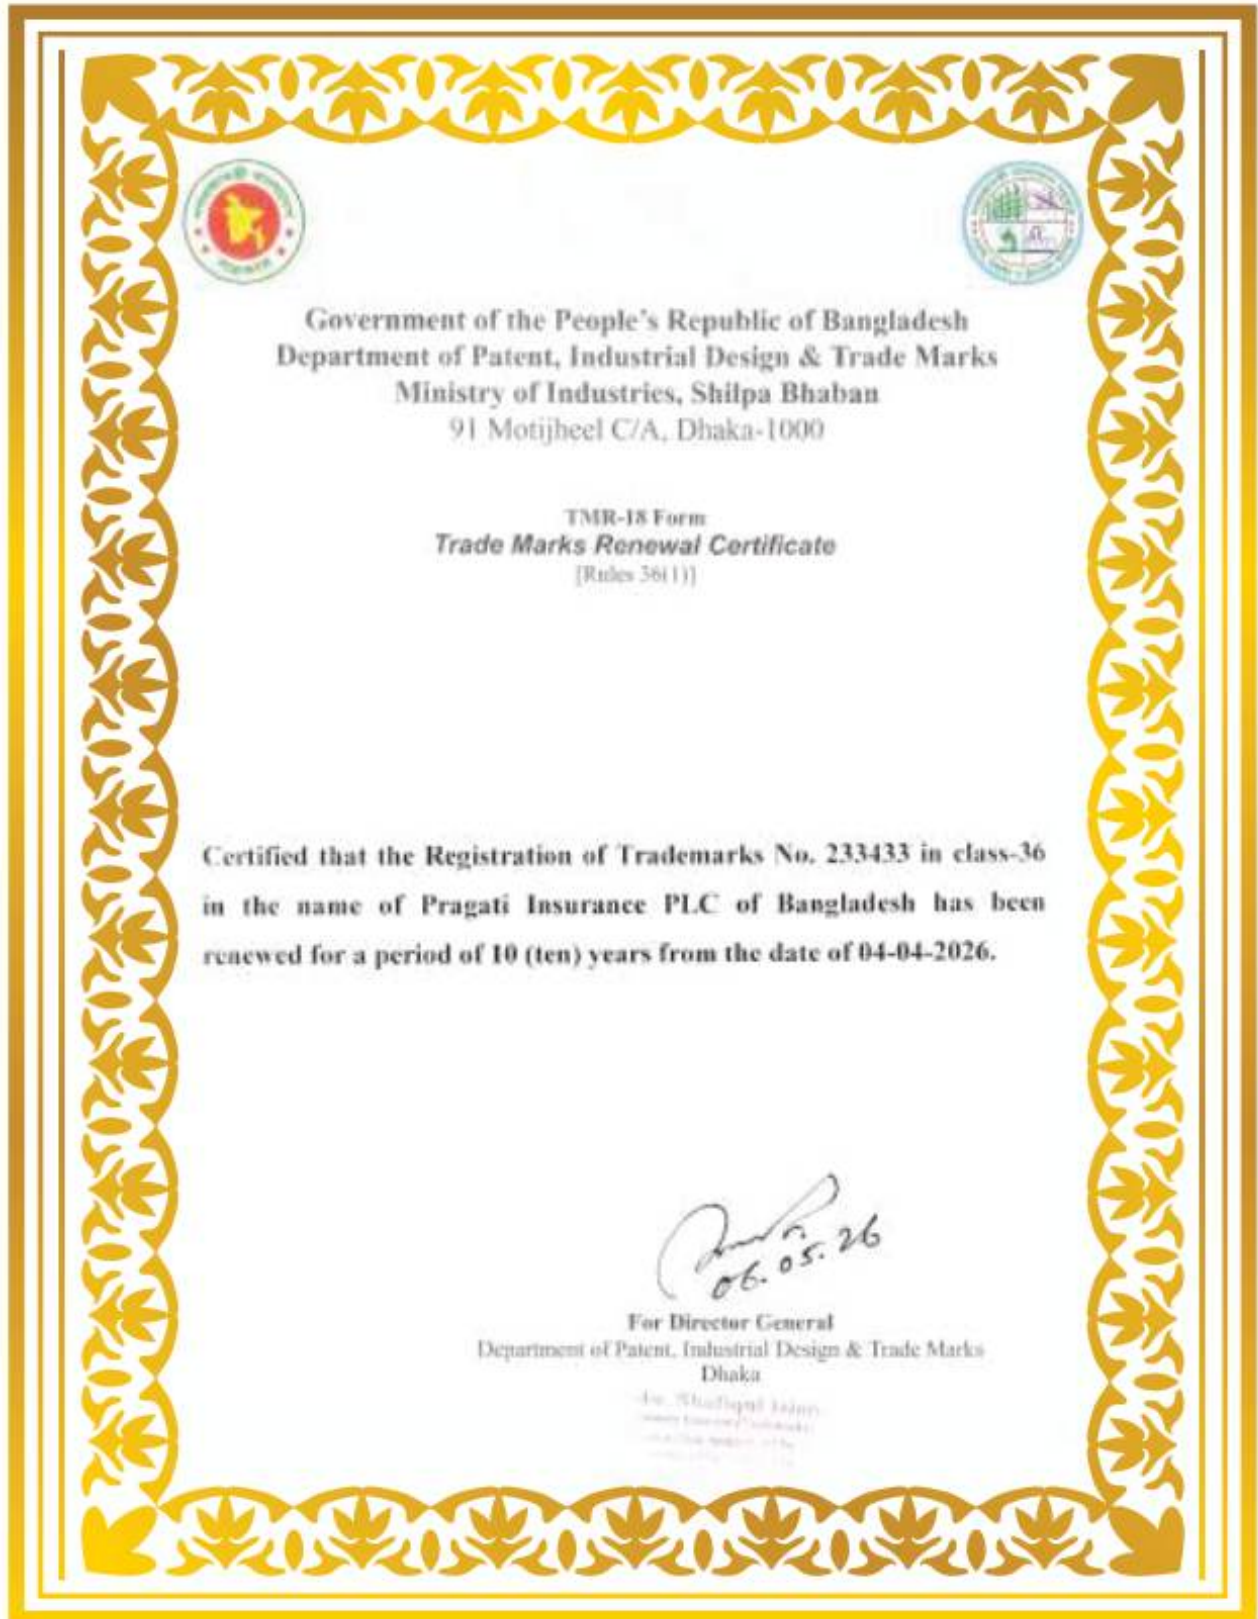 Government of the People's Republic of Bangladesh
Department of Patent, Industrial Design & Trade Marks
Ministry of Industries, Shilpa Bhaban
91 Motijheel C/A, Dhaka-1000
TMR-18 Form
Trade Marks Renewal Certificate
[Rules 36(1)]
Certified that the Registration of Trademarks No. 233433 in class-36
in the name of Pragati Insurance PLC of Bangladesh has been
renewed for a period of 10 (ten) years from the date of 04-04-2026.
06.05.26
For Director General
Department of Patent, Industrial Design & Trade Marks
Dhaka